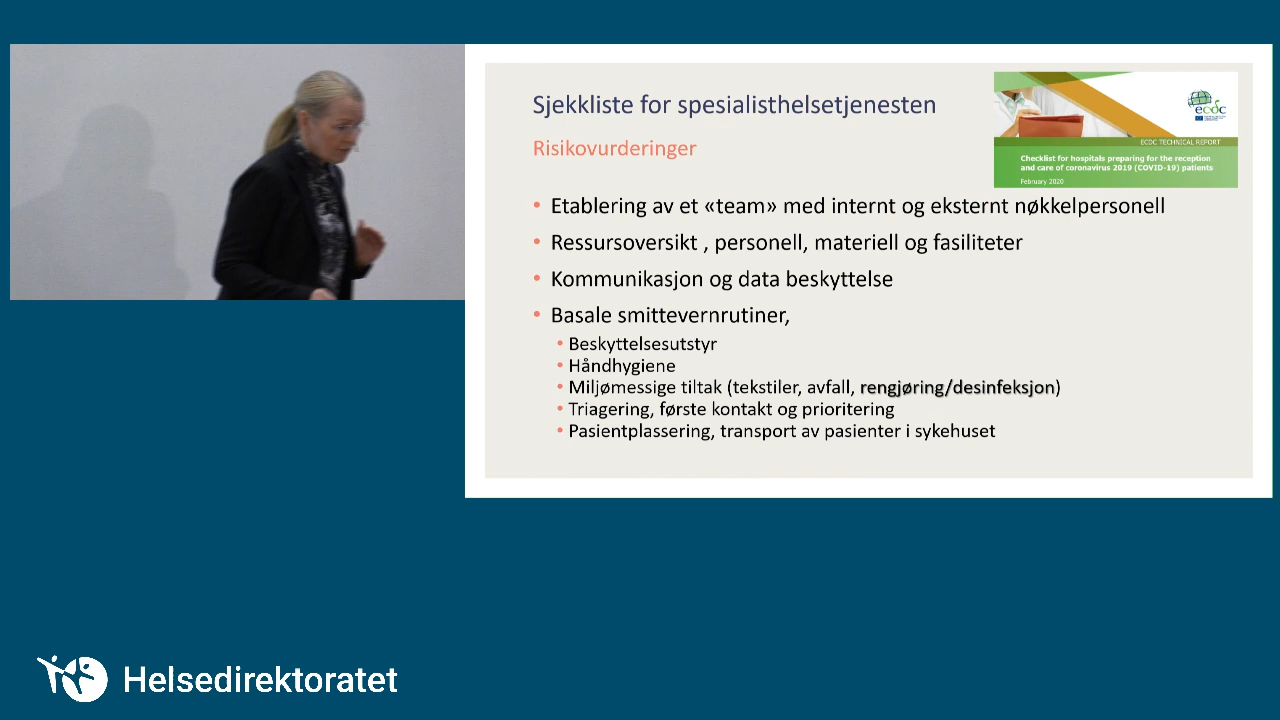 Sjekkliste for spesialisthelsetjenesten
Risikovurderinger
ecdc
ECDC TECHNICAL REPORT
Checklist for hospitals preparing for the reception
and care of coronavirus 2019 (COVID-19) patients
February 2020
• Etablering av et «team» med internt og eksternt nøkkelpersonell
• Ressursoversikt , personell, materiell og fasiliteter
• Kommunikasjon og data beskyttelse
• Basale smittevernrutiner,
• Beskyttelsesutstyr
• Håndhygiene
• Miljømessige tiltak (tekstiler, avfall, rengjøring/desinfeksjon)
• Triagering, første kontakt og prioritering
• Pasientplassering, transport av pasienter i sykehuset
Helsedirektoratet